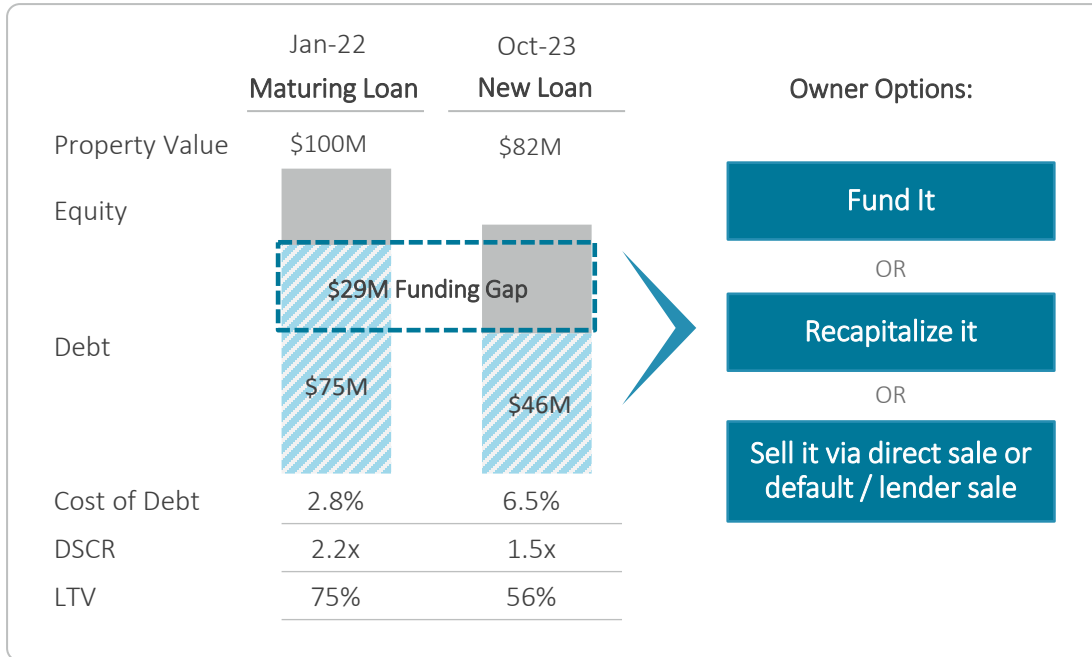 Jan-22
Oct-23
Maturing Loan
New Loan
Owner Options:
Property Value
$100M
$82M
Equity
Fund It
OR
$29M Funding Gap
Debt
Recapitalize it
$75M
$46M
OR
Sell it via direct sale or
default / lender sale
Cost of Debt
2.8%
6.5%
DSCR
2.2x
1.5x
LTV
75%
56%